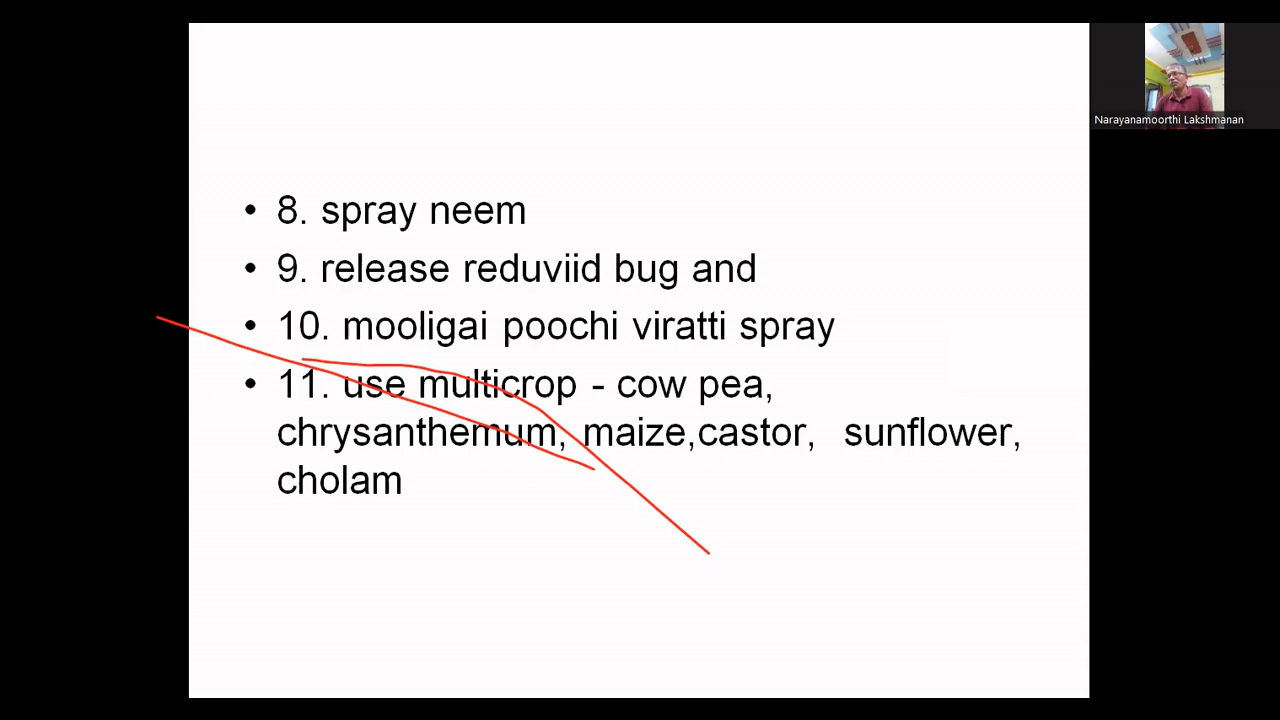 Narayanamoorthi Lakshmanan
• 8. spray neem
• 9. release reduviid bug and
• 10. mooligai poochi viratti spray
• 11. use multicrop - cow pea,
chrysanthemum, maize,castor, sunflower,
cholam